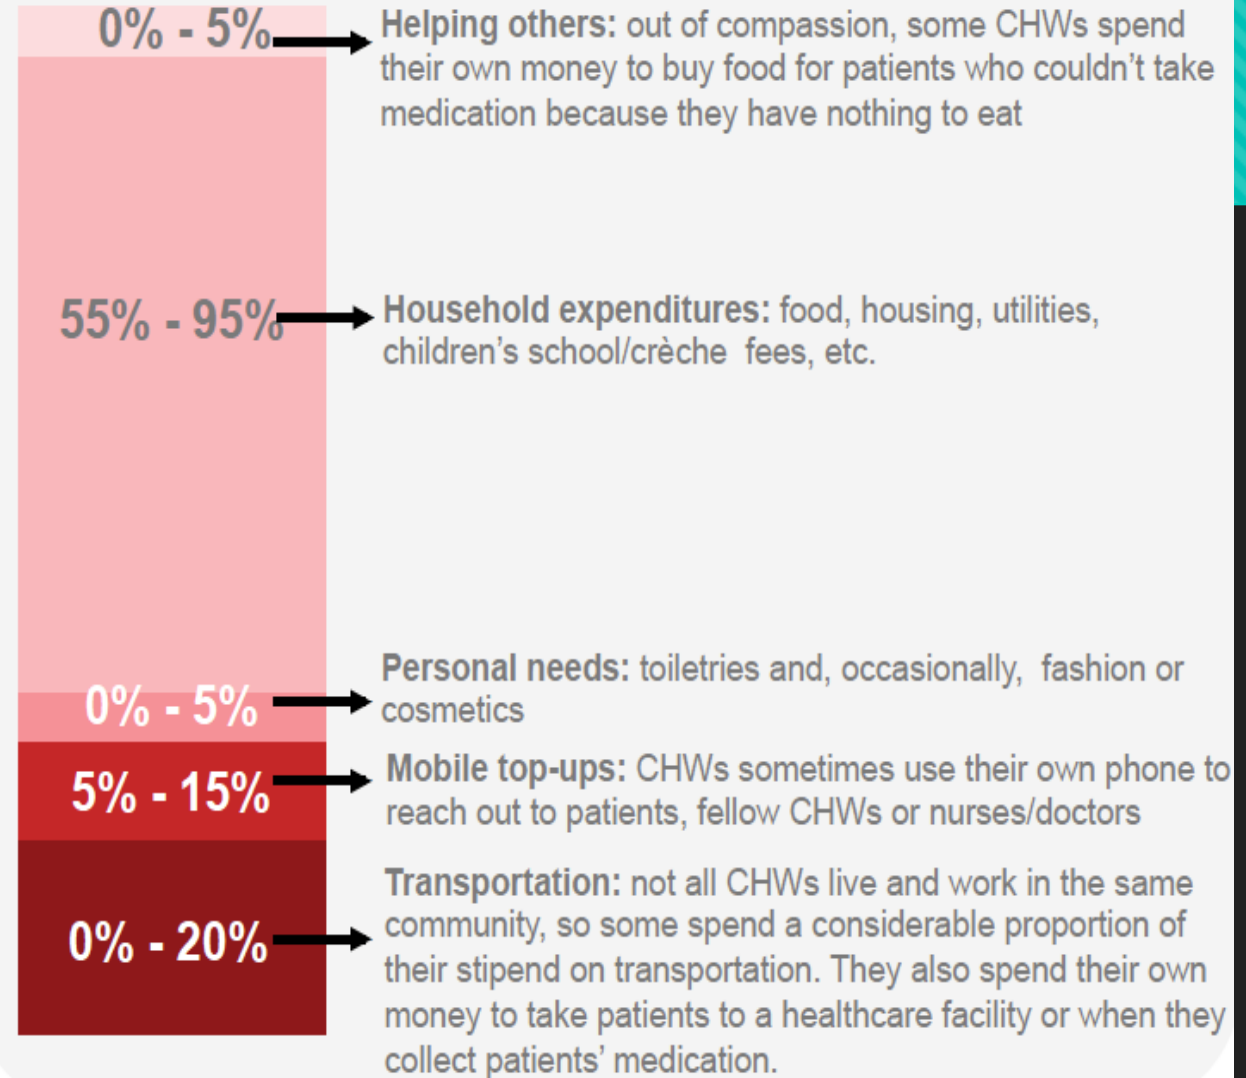 0% - 5%
Helping others: out of compassion, some CHWs spend
their own money to buy food for patients who couldn’t take
medication because they have nothing to eat
55% - 95%
Household expenditures: food, housing, utilities,
children’s school/crèche fees, etc.
0% - 5%
Personal needs: toiletries and, occasionally, fashion or
cosmetics
5% - 15%
Mobile top-ups: CHWs sometimes use their own phone to
reach out to patients, fellow CHWs or nurses/doctors
0% - 20%
Transportation: not all CHWs live and work in the same
community, so some spend a considerable proportion of
their stipend on transportation. They also spend their own
money to take patients to a healthcare facility or when they
collect patients’ medication.